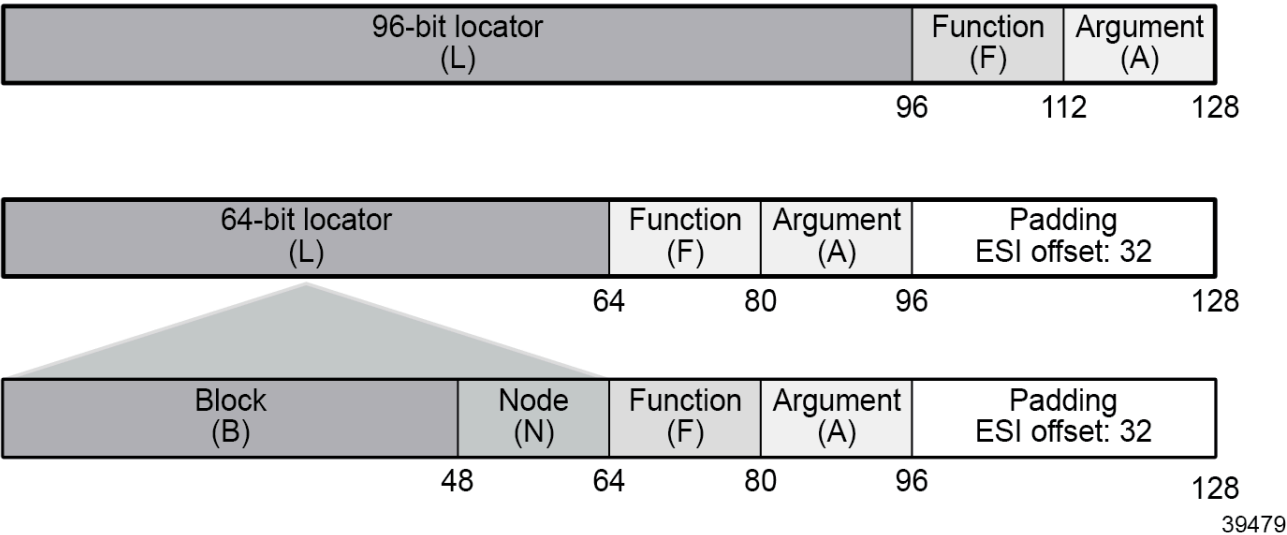 96-bit locator
(L)
Function
(F)
Argument
(A)
96
112
128
64-bit locator
(L)
Function
(F)
Argument
(A)
Padding
ESI offset: 32
64
80
96
128
Block
(B)
Node
(N)
Function
(F)
Argument
(A)
Padding
ESI offset: 32
48
64
80
96
128
39479